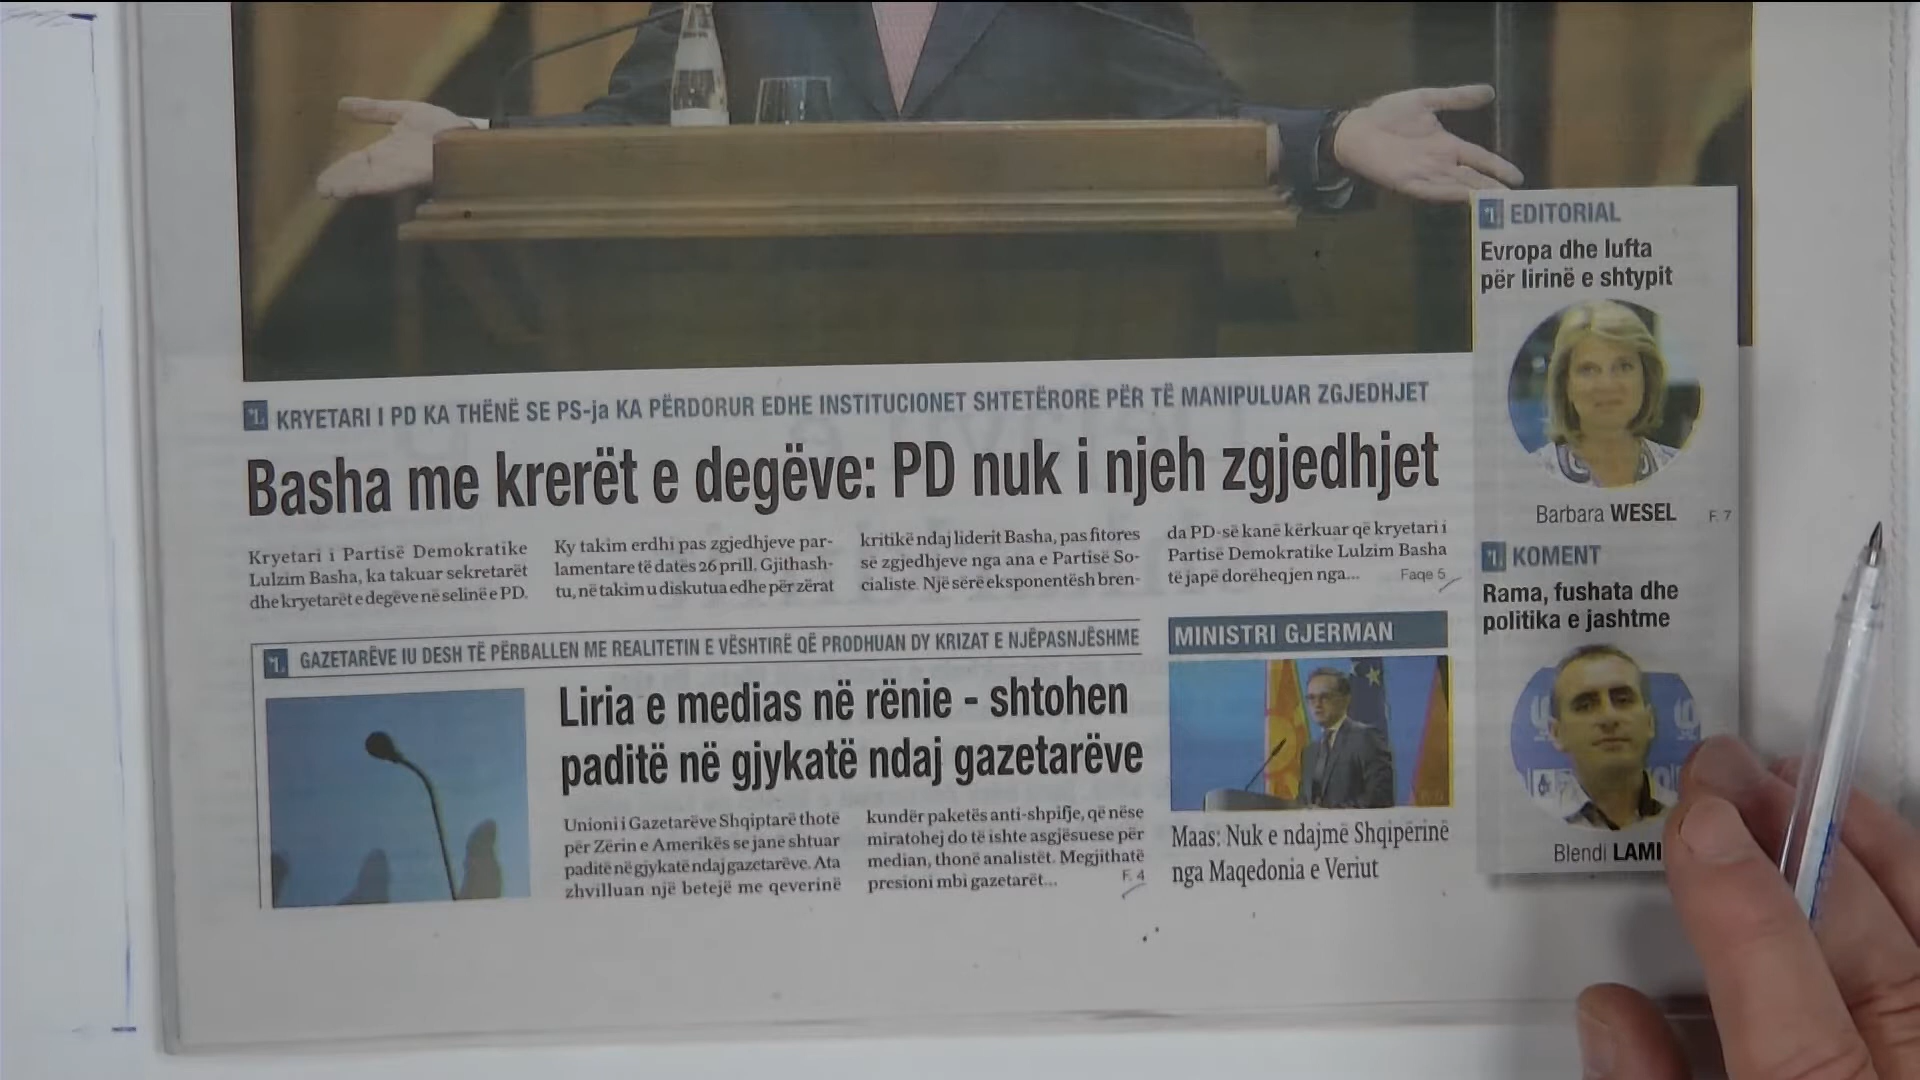 KRYETARI I PD KA THËNË SE PS-ja KA PËRDORUR EDHE INSTITUCIONET SHTETËRORE PËR TË MANIPULUAR ZGJEDHJET
Basha me krerët e degëve: PD nuk i njeh zgjedhjet
Kryetari i Partisë Demokratike
Lulzim Basha, ka takuar sekretarët
dhe kryetarët e degëve në selinë e PD.
Ky takim erdhi pas zgjedhjeve par-
lamentare të datës 26 prill. Gjithash-
tu, në takim u diskutua edhe për zërat
kritikë ndaj liderit Basha, pas fitores
së zgjedhjeve nga ana e Partisë So-
cialiste. Një sërë eksponentësh bren-
da PD-së kanë kërkuar që kryetari i
Partisë Demokratike Lulzim Basha
të japë dorëheqjen nga... Faqe 5
GAZETARËVE IU DESH TË PËRBALLEN ME REALITETIN E VËSHTIRË QË PRODHUAN DY KRIZAT E NJËPASNJËSHME
Liria e medias në rënie - shtohen
paditë në gjykatë ndaj gazetarëve
Unioni i Gazetarëve Shqiptarë thotë
për Zërin e Amerikës se janë shtuar
paditë në gjykatë ndaj gazetarëve. Ata
zhvilluan një betejë me qeverinë
kundër paketës anti-shpifje, që nëse
miratohej do të ishte asgjësuese për
median, thonë analistët. Megjithatë
presioni mbi gazetarët... F. 4
MINISTRI GJERMAN
Maas: Nuk e ndajmë Shqipërinë
nga Maqedonia e Veriut
EDITORIAL
Evropa dhe lufta
për lirinë e shtypit
Barbara WESEL F. 7
KOMENT
Rama, fushata dhe
politika e jashtme
Blendi LAMI